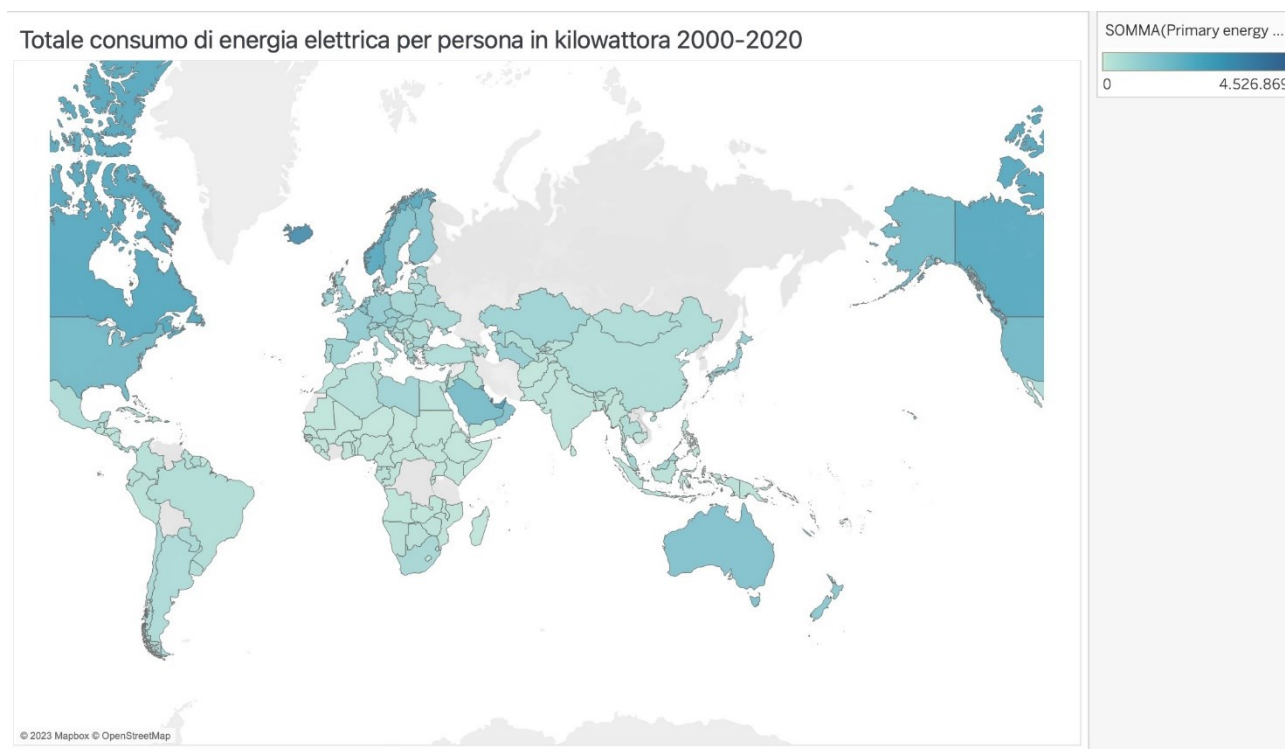 Totale consumo di energia elettrica per persona in kilowattora 2000-2020
SOMMA(Primary energy ...
0 4.526.869
© 2023 Mapbox © OpenStreetMap